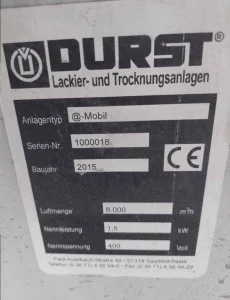 DURST®
Lackier- und Trocknungsanlagen
Anlagentyp @-Mobil
Serien-Nr. 1000018
Baujahr 2015
CE
Luftmenge 8.000 m³/h
Nennleistung 1,5 kW
Nennspannung 400 Volt